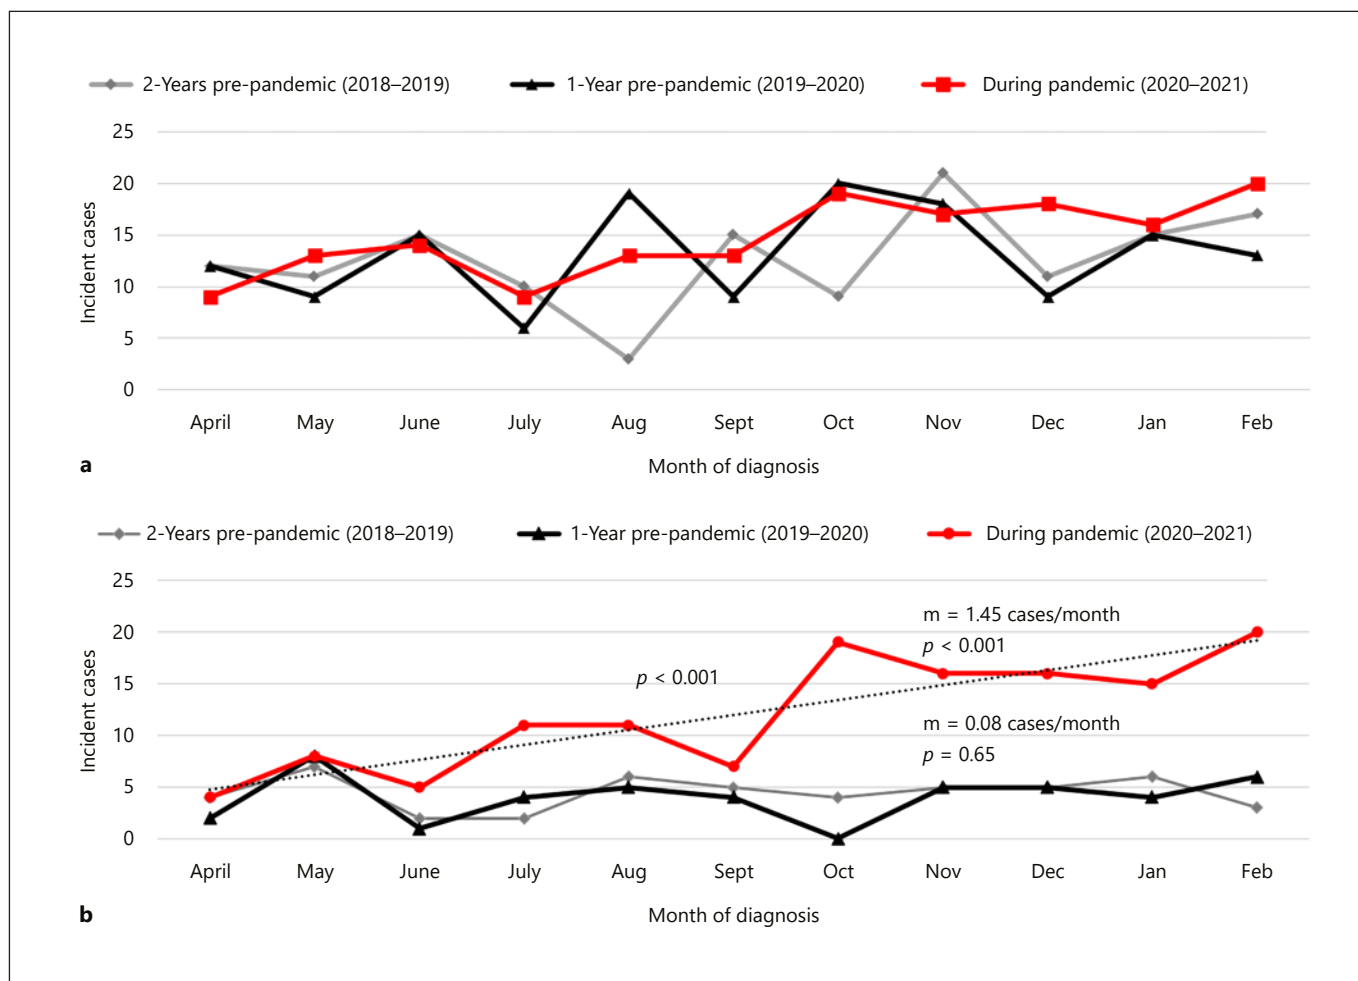 2-Years pre-pandemic (2018–2019) 1-Year pre-pandemic (2019–2020) During pandemic (2020–2021)
25
20
15
10
5
0
Incident cases
April May June July Aug Sept Oct Nov Dec Jan Feb
a
Month of diagnosis
2-Years pre-pandemic (2018–2019) 1-Year pre-pandemic (2019–2020) During pandemic (2020–2021)
25
20
15
10
5
0
Incident cases
m = 1.45 cases/month
p < 0.001
p < 0.001
m = 0.08 cases/month
p = 0.65
April May June July Aug Sept Oct Nov Dec Jan Feb
b
Month of diagnosis